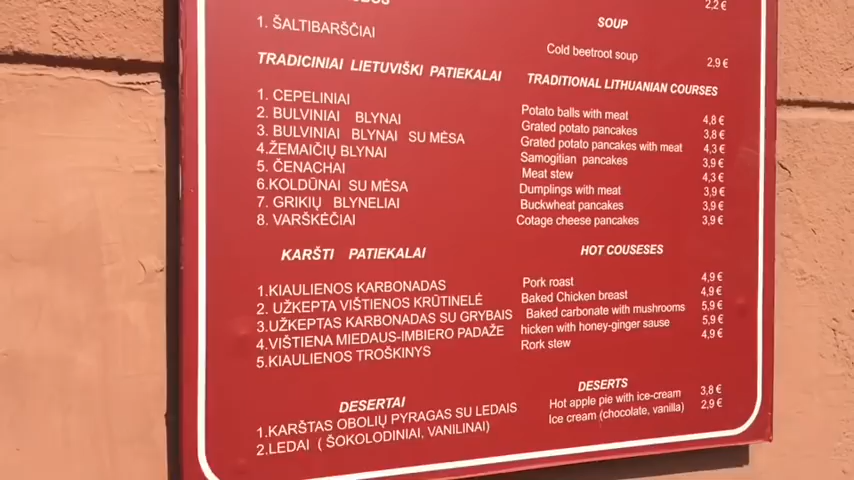 2,2 €
SOUP
1. ŠALTIBARŠČIAI
Cold beetroot soup 2,9 €
TRADICINIAI LIETUVIŠKI PATIEKALAI
TRADITIONAL LITHUANIAN COURSES
1. CEPELINIAI Potato balls with meat 4,8 €
2. BULVINIAI BLYNAI Grated potato pancakes 3,8 €
3. BULVINIAI BLYNAI SU MĖSA Grated potato pancakes with meat 4,3 €
4.ŽEMAIČIŲ BLYNAI Samogitian pancakes 3,9 €
5. ČENACHAI Meat stew 4,3 €
6.KOLDŪNAI SU MĖSA Dumplings with meat 3,9 €
7. GRIKIŲ BLYNELIAI Buckwheat pancakes 3,9 €
8. VARŠKĖČIAI Cotage cheese pancakes 3,9 €
KARŠTI PATIEKALAI HOT COUSESES
1.KIAULIENOS KARBONADAS Pork roast 4,9 €
2. UŽKEPTA VIŠTIENOS KRŪTINELĖ Baked Chicken breast 4,9 €
3.UŽKEPTAS KARBONADAS SU GRYBAIS Baked carbonate with mushrooms 5,9 €
4.VIŠTIENA MIEDAUS-IMBIERO PADAŽE hicken with honey-ginger sause 5,9 €
5.KIAULIENOS TROŠKINYS Rork stew 4,9 €
DESERTAI DESERTS
1.KARŠTAS OBOLIŲ PYRAGAS SU LEDAIS Hot apple pie with ice-cream 3,8 €
2.LEDAI ( ŠOKOLODINIAI, VANILINAI) Ice cream (chocolate, vanilla) 2,9 €